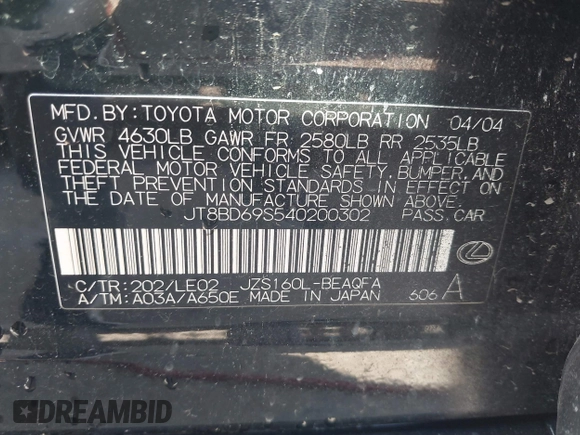 MFD. BY: TOYOTA MOTOR CORPORATION 04/04
GVWR 4630LB GAWR FR 2580LB RR 2535LB
THIS VEHICLE CONFORMS TO ALL APPLICABLE
FEDERAL MOTOR VEHICLE SAFETY, BUMPER, AND
THEFT PREVENTION STANDARDS IN EFFECT ON
THE DATE OF MANUFACTURE SHOWN ABOVE.
JT8BD69S540200302 PASS. CAR
C/TR: 202/LE02 JZS160L-BEAQFA
A/TM: A03A/A650E MADE IN JAPAN 606 A
DREAMBID